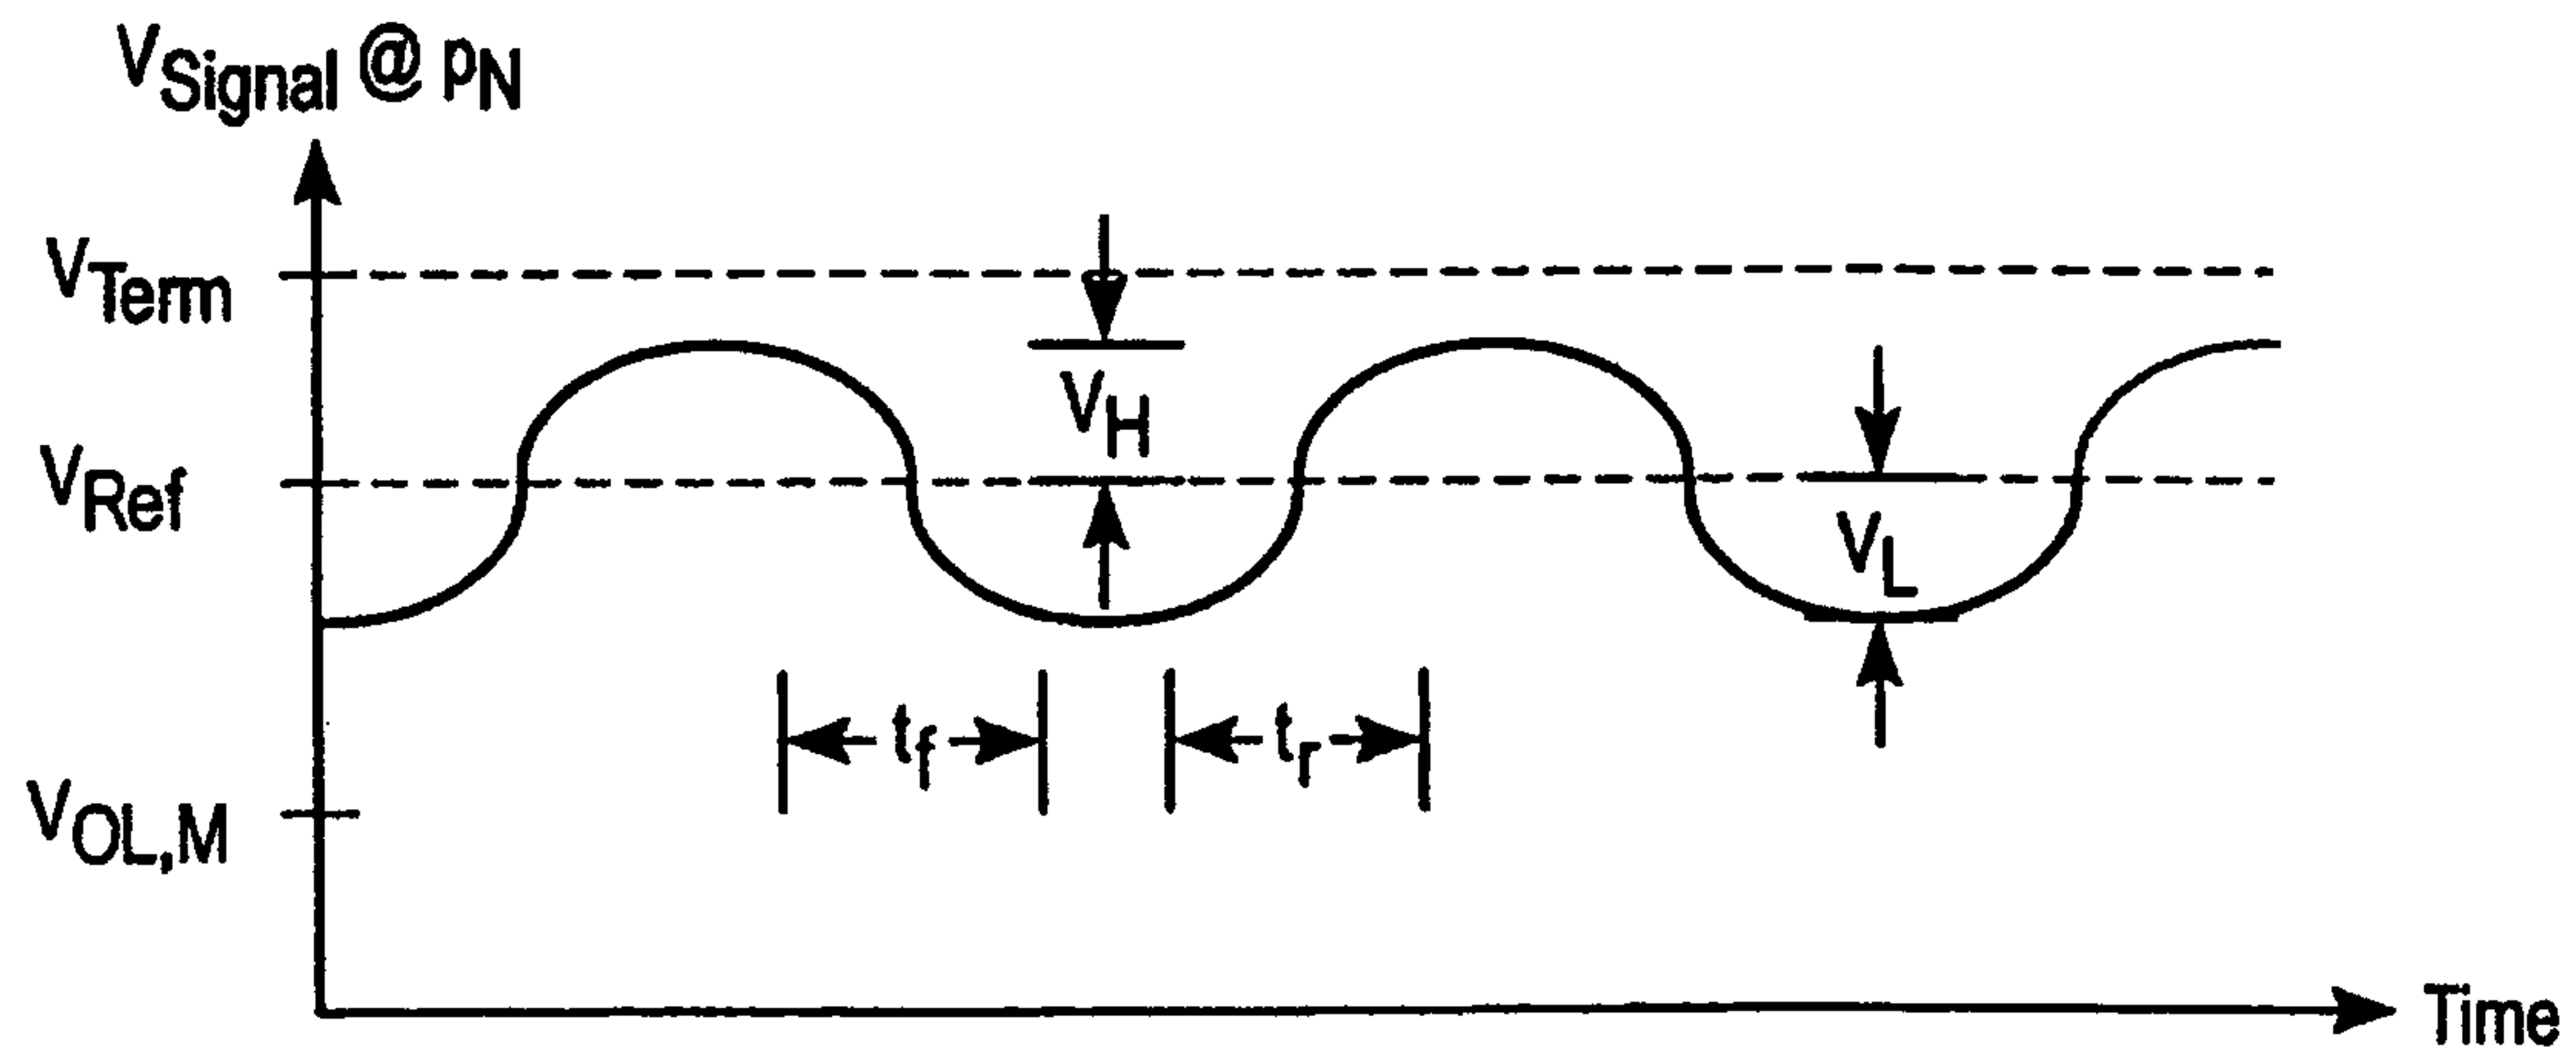 VSignal @ pN
VTerm
VH
VRef
VL
tf
tr
VOL,M
Time